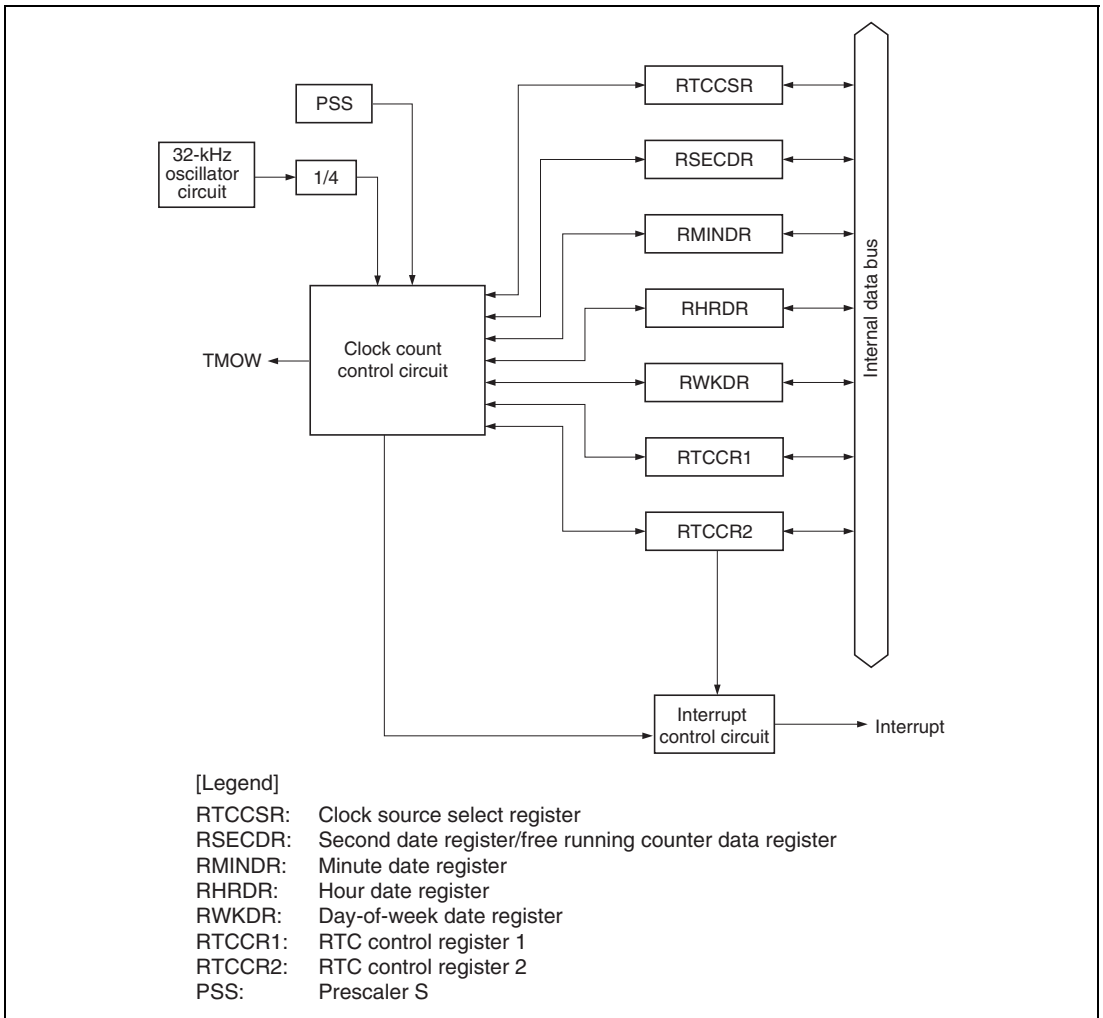 PSS
32-kHz
oscillator
circuit
1/4
Clock count
control circuit
TMOW
RTCCSR
RSECDR
RMINDR
RHRDR
RWKDR
RTCCR1
RTCCR2
Internal data bus
Interrupt
control circuit
Interrupt
[Legend]
RTCCSR: Clock source select register
RSECDR: Second date register/free running counter data register
RMINDR: Minute date register
RHRDR: Hour date register
RWKDR: Day-of-week date register
RTCCR1: RTC control register 1
RTCCR2: RTC control register 2
PSS: Prescaler S